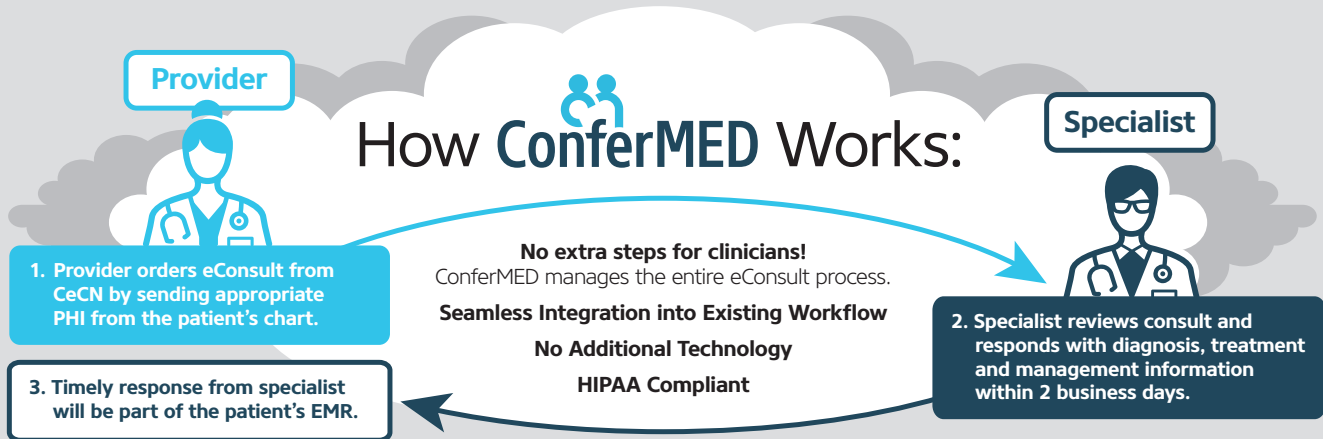 Provider
How ConferMED Works:
Specialist
1. Provider orders eConsult from
CeCN by sending appropriate
PHI from the patient's chart.
No extra steps for clinicians!
ConferMED manages the entire eConsult process.
Seamless Integration into Existing Workflow
No Additional Technology
HIPAA Compliant
2. Specialist reviews consult and
responds with diagnosis, treatment
and management information
within 2 business days.
3. Timely response from specialist
will be part of the patient's EMR.